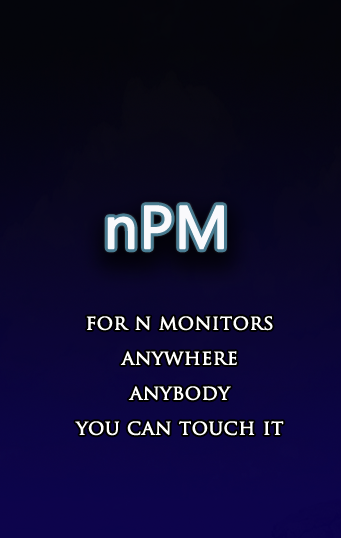 nPM
FOR N MONITORS
ANYWHERE
ANYBODY
YOU CAN TOUCH IT